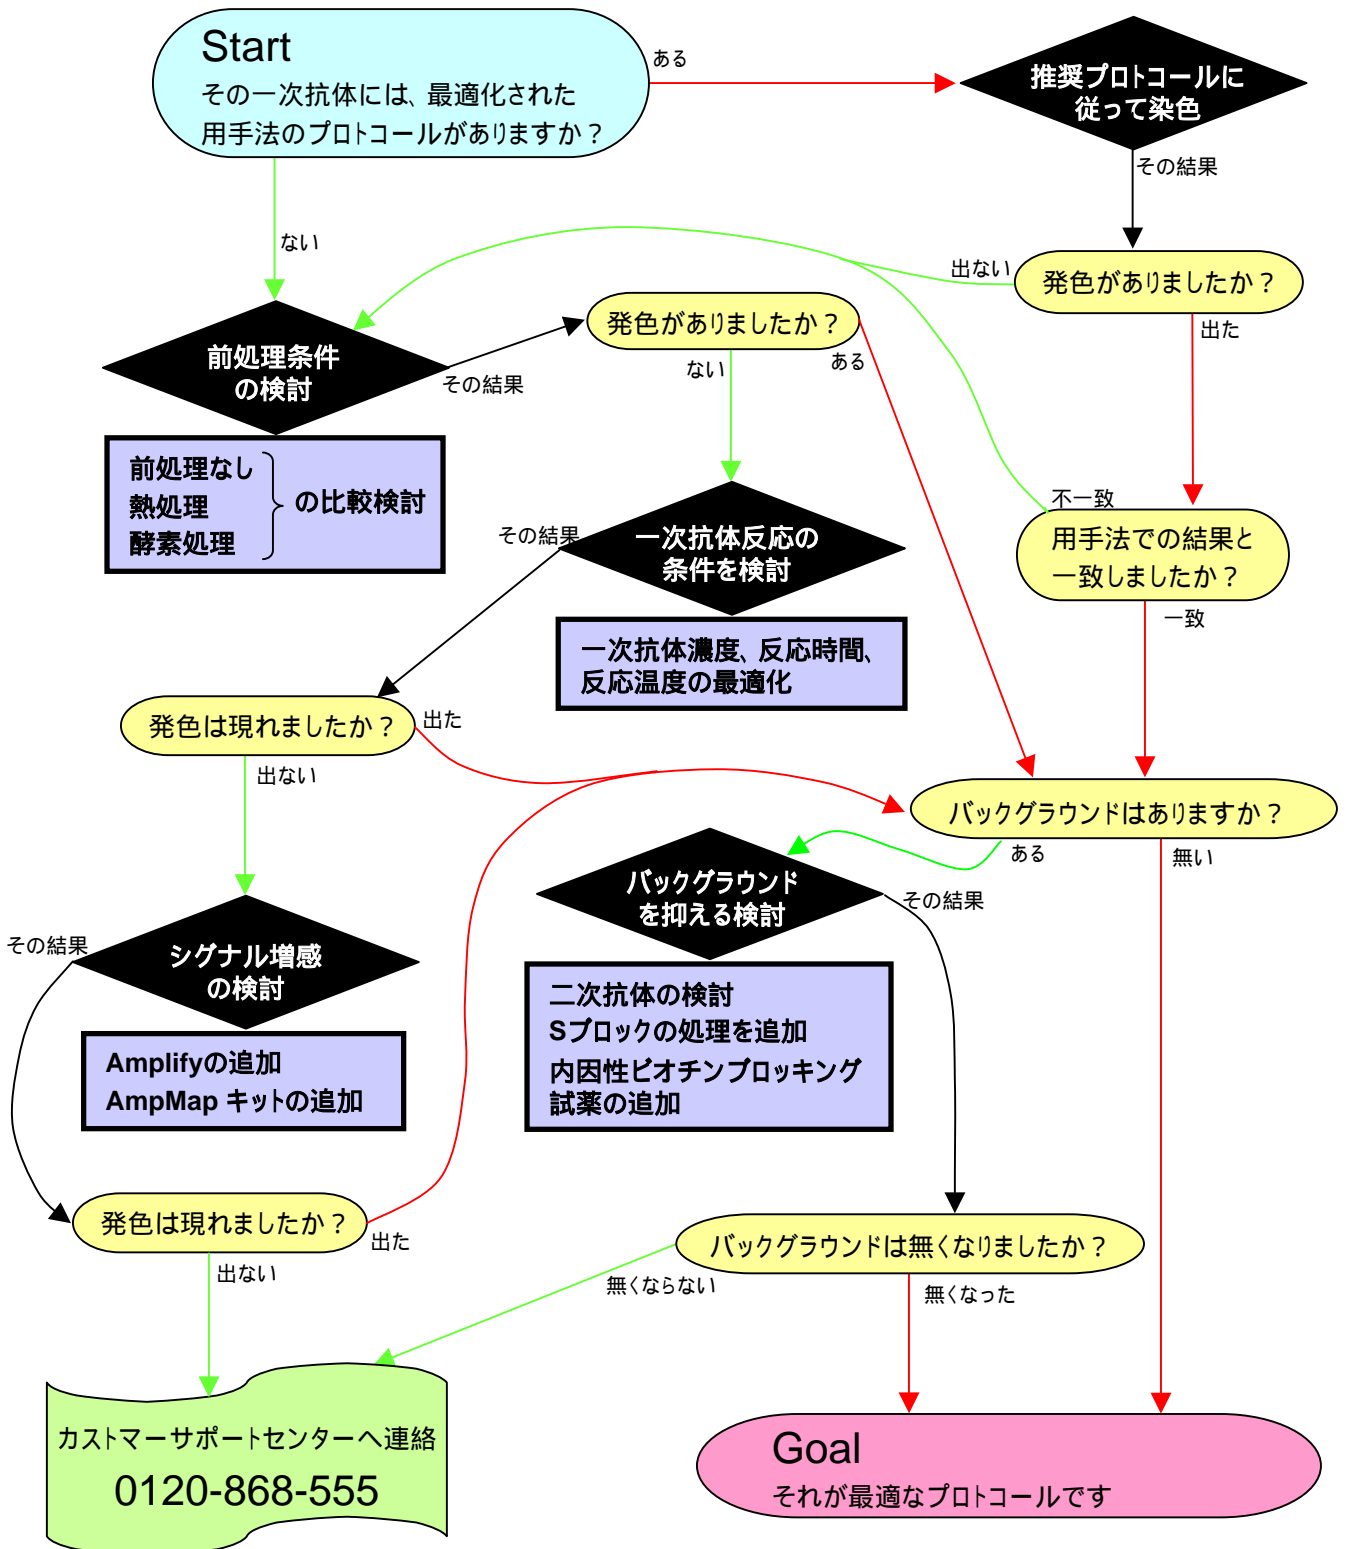 Start
その一次抗体には、最適化された
用手法のプロトコールがありますか？
ある
推奨プロトコールに
従って染色
その結果
ない
出ない
発色がありましたか？
出た
発色がありましたか？
ない
ある
前処理条件
の検討
その結果
前処理なし
熱処理
酵素処理
の比較検討
不一致
用手法での結果と
一致しましたか？
一致
その結果
一次抗体反応の
条件を検討
一次抗体濃度、反応時間、
反応温度の最適化
発色は現れましたか？
出た
出ない
バックグラウンドはありますか？
ある
無い
バックグラウンド
を抑える検討
その結果
その結果
シグナル増感
の検討
二次抗体の検討
Sブロックの処理を追加
内因性ビオチンブロッキング
試薬の追加
Amplifyの追加
AmpMap キットの追加
発色は現れましたか？
出た
出ない
バックグラウンドは無くなりましたか？
無くならない
無くなった
カストマーサポートセンターへ連絡
0120-868-555
Goal
それが最適なプロトコールです